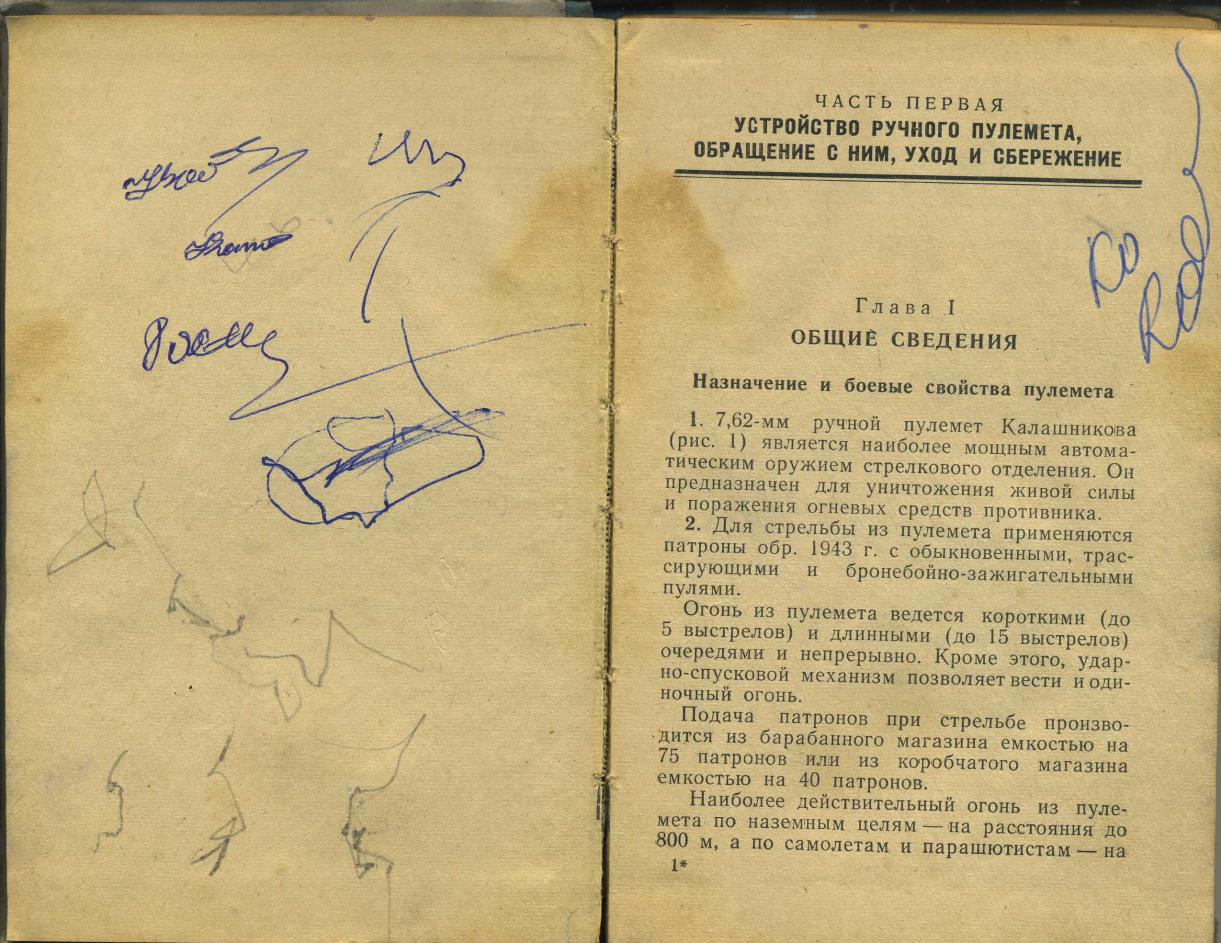 ЧАСТЬ ПЕРВАЯ
УСТРОЙСТВО РУЧНОГО ПУЛЕМЕТА,
ОБРАЩЕНИЕ С НИМ, УХОД И СБЕРЕЖЕНИЕ
Глава I
ОБЩИЕ СВЕДЕНИЯ
Назначение и боевые свойства пулемета
1. 7,62-мм ручной пулемет Калашникова
(рис. 1) является наиболее мощным автома-
тическим оружием стрелкового отделения. Он
предназначен для уничтожения живой силы
и поражения огневых средств противника.
2. Для стрельбы из пулемета применяются
патроны обр. 1943 г. с обыкновенными, трас-
сирующими и бронебойно-зажигательными
пулями.
Огонь из пулемета ведется короткими (до
5 выстрелов) и длинными (до 15 выстрелов)
очередями и непрерывно. Кроме этого, удар-
но-спусковой механизм позволяет вести и оди-
ночный огонь.
Подача патронов при стрельбе произво-
дится из барабанного магазина емкостью на
75 патронов или из коробчатого магазина
емкостью на 40 патронов.
Наиболее действительный огонь из пуле-
мета по наземным целям — на расстояния до
800 м, а по самолетам и парашютистам — на
1*